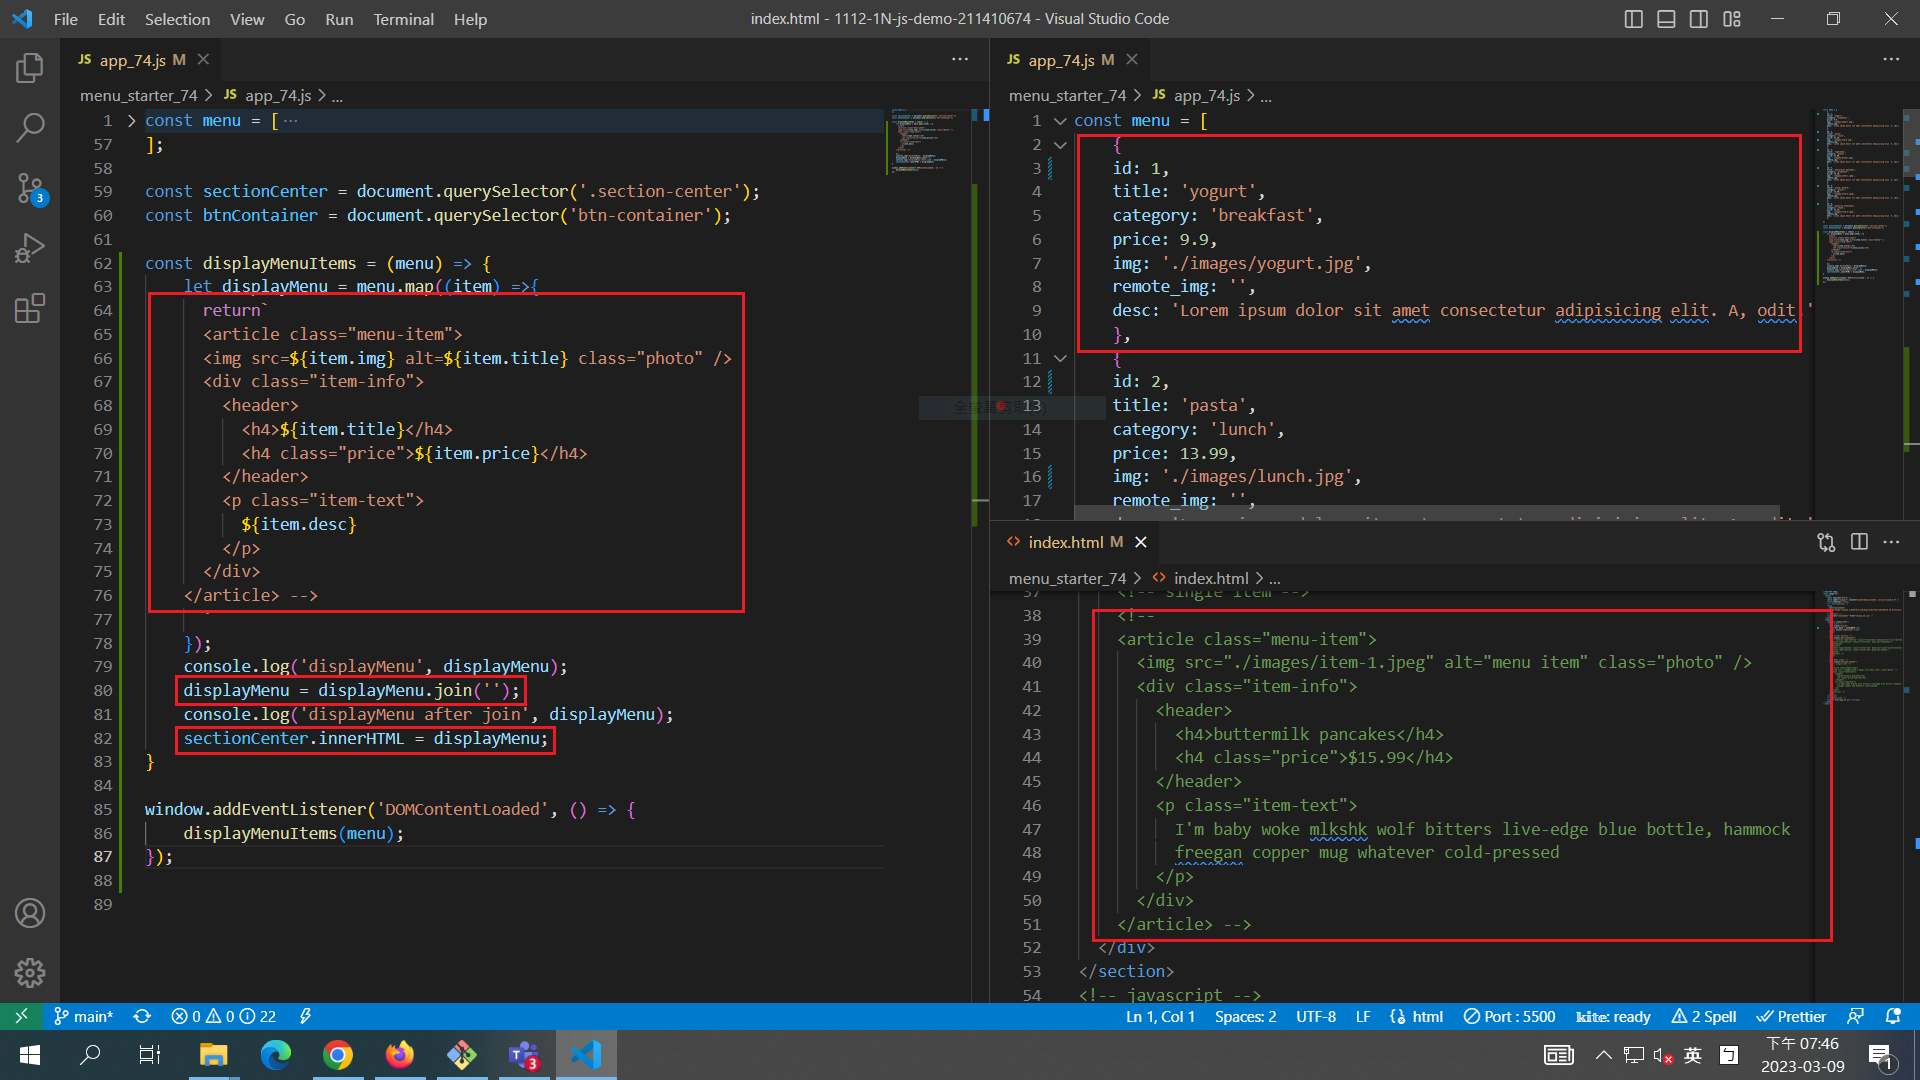 File Edit Selection View Go Run Terminal Help
index.html - 1112-1N-js-demo-211410674 - Visual Studio Code
JS app_74.js M
menu_starter_74 > JS app_74.js > ...
1 const menu = [ ...
57 ];
58
59 const sectionCenter = document.querySelector('.section-center');
60 const btnContainer = document.querySelector('btn-container');
61
62 const displayMenuItems = (menu) => {
63 let displayMenu = menu.map((item) =>{
64 return`
65 <article class="menu-item">
66 <img src=${item.img} alt=${item.title} class="photo" />
67 <div class="item-info">
68 <header>
69 <h4>${item.title}</h4>
70 <h4 class="price">${item.price}</h4>
71 </header>
72 <p class="item-text">
73 ${item.desc}
74 </p>
75 </div>
76 </article> -->
77 `
78 });
79 console.log('displayMenu', displayMenu);
80 displayMenu = displayMenu.join('');
81 console.log('displayMenu after join', displayMenu);
82 sectionCenter.innerHTML = displayMenu;
83 }
84
85 window.addEventListener('DOMContentLoaded', () => {
86 displayMenuItems(menu);
87 });
88
89
JS app_74.js M
menu_starter_74 > JS app_74.js > ...
1 const menu = [
2 {
3 id: 1,
4 title: 'yogurt',
5 category: 'breakfast',
6 price: 9.9,
7 img: './images/yogurt.jpg',
8 remote_img: '',
9 desc: 'Lorem ipsum dolor sit amet consectetur adipisicing elit. A, odit.'
10 },
11 {
12 id: 2,
13 title: 'pasta',
14 category: 'lunch',
15 price: 13.99,
16 img: './images/lunch.jpg',
17 remote_img: '',
<> index.html M
menu_starter_74 > <> index.html > ...
37 <!-- single item -->
38 <!--
39 <article class="menu-item">
40 <img src="./images/item-1.jpeg" alt="menu item" class="photo" />
41 <div class="item-info">
42 <header>
43 <h4>buttermilk pancakes</h4>
44 <h4 class="price">$15.99</h4>
45 </header>
46 <p class="item-text">
47 I'm baby woke mlkshk wolf bitters live-edge blue bottle, hammock
48 freegan copper mug whatever cold-pressed
49 </p>
50 </div>
51 </article> -->
52 </div>
53 </section>
54 <!-- javascript -->
3
main* 0 0 22
Ln 1, Col 1 Spaces: 2 UTF-8 LF html Port : 5500 kite: ready 2 Spell Prettier
3
英 ㄅ 下午 07:46
2023-03-09
1